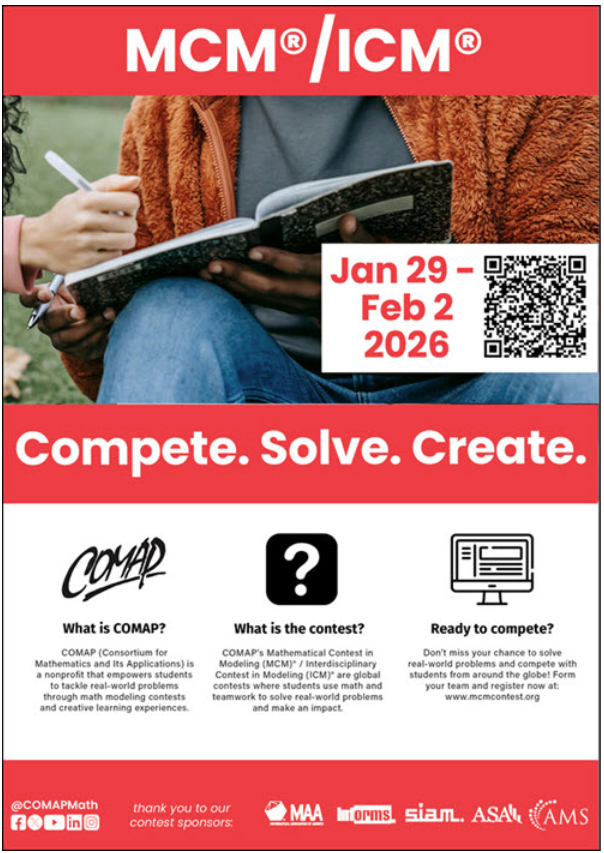 MCM®/ICM®
Jan 29 -
Feb 2
2026
Compete. Solve. Create.
COMAP
What is COMAP?
COMAP (Consortium for
Mathematics and Its Applications) is
a nonprofit that empowers students
to tackle real-world problems
through math modeling contests
and creative learning experiences.
?
What is the contest?
COMAP's Mathematical Contest in
Modeling (MCM)® / Interdisciplinary
Contest in Modeling (ICM)® are global
contests where students use math and
teamwork to solve real-world problems
and make an impact.
Ready to compete?
Don't miss your chance to solve
real-world problems and compete with
students from around the globe! Form
your team and register now at:
www.mcmcontest.org
@COMAPMath
thank you to our
contest sponsors:
MAA
informs.
siam.
ASA
AMS